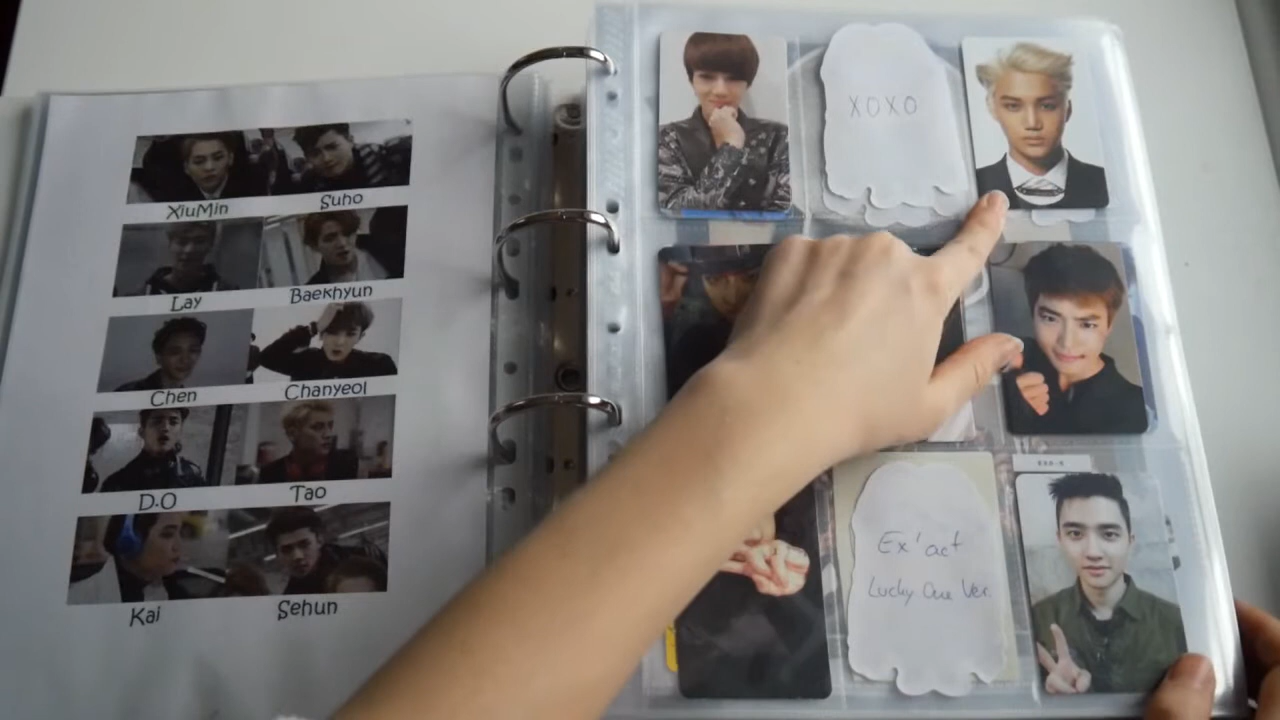 XiuMin
Suho
Lay
Baekhyun
Chen
Chanyeol
D.O
Tao
Kai
Sehun
XOXO
Ex'act
Lucky One Ver.